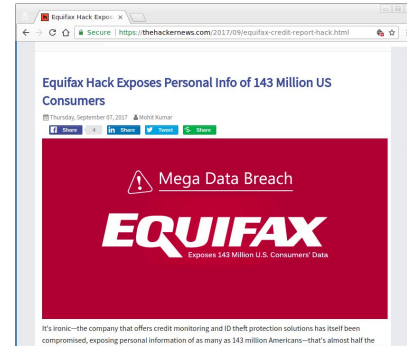 Equifax Hack Expos
Secure | https://thehackernews.com/2017/09/equifax-credit-report-hack.html
Equifax Hack Exposes Personal Info of 143 Million US
Consumers
Thursday, September 07, 2017 Mohit Kumar
Share 4 Share Tweet Share
Mega Data Breach
EQUIFAX
Exposes 143 Million U.S. Consumers' Data
It's ironic—the company that offers credit monitoring and ID theft protection solutions has itself been
compromised, exposing personal information of as many as 143 million Americans—that's almost half the